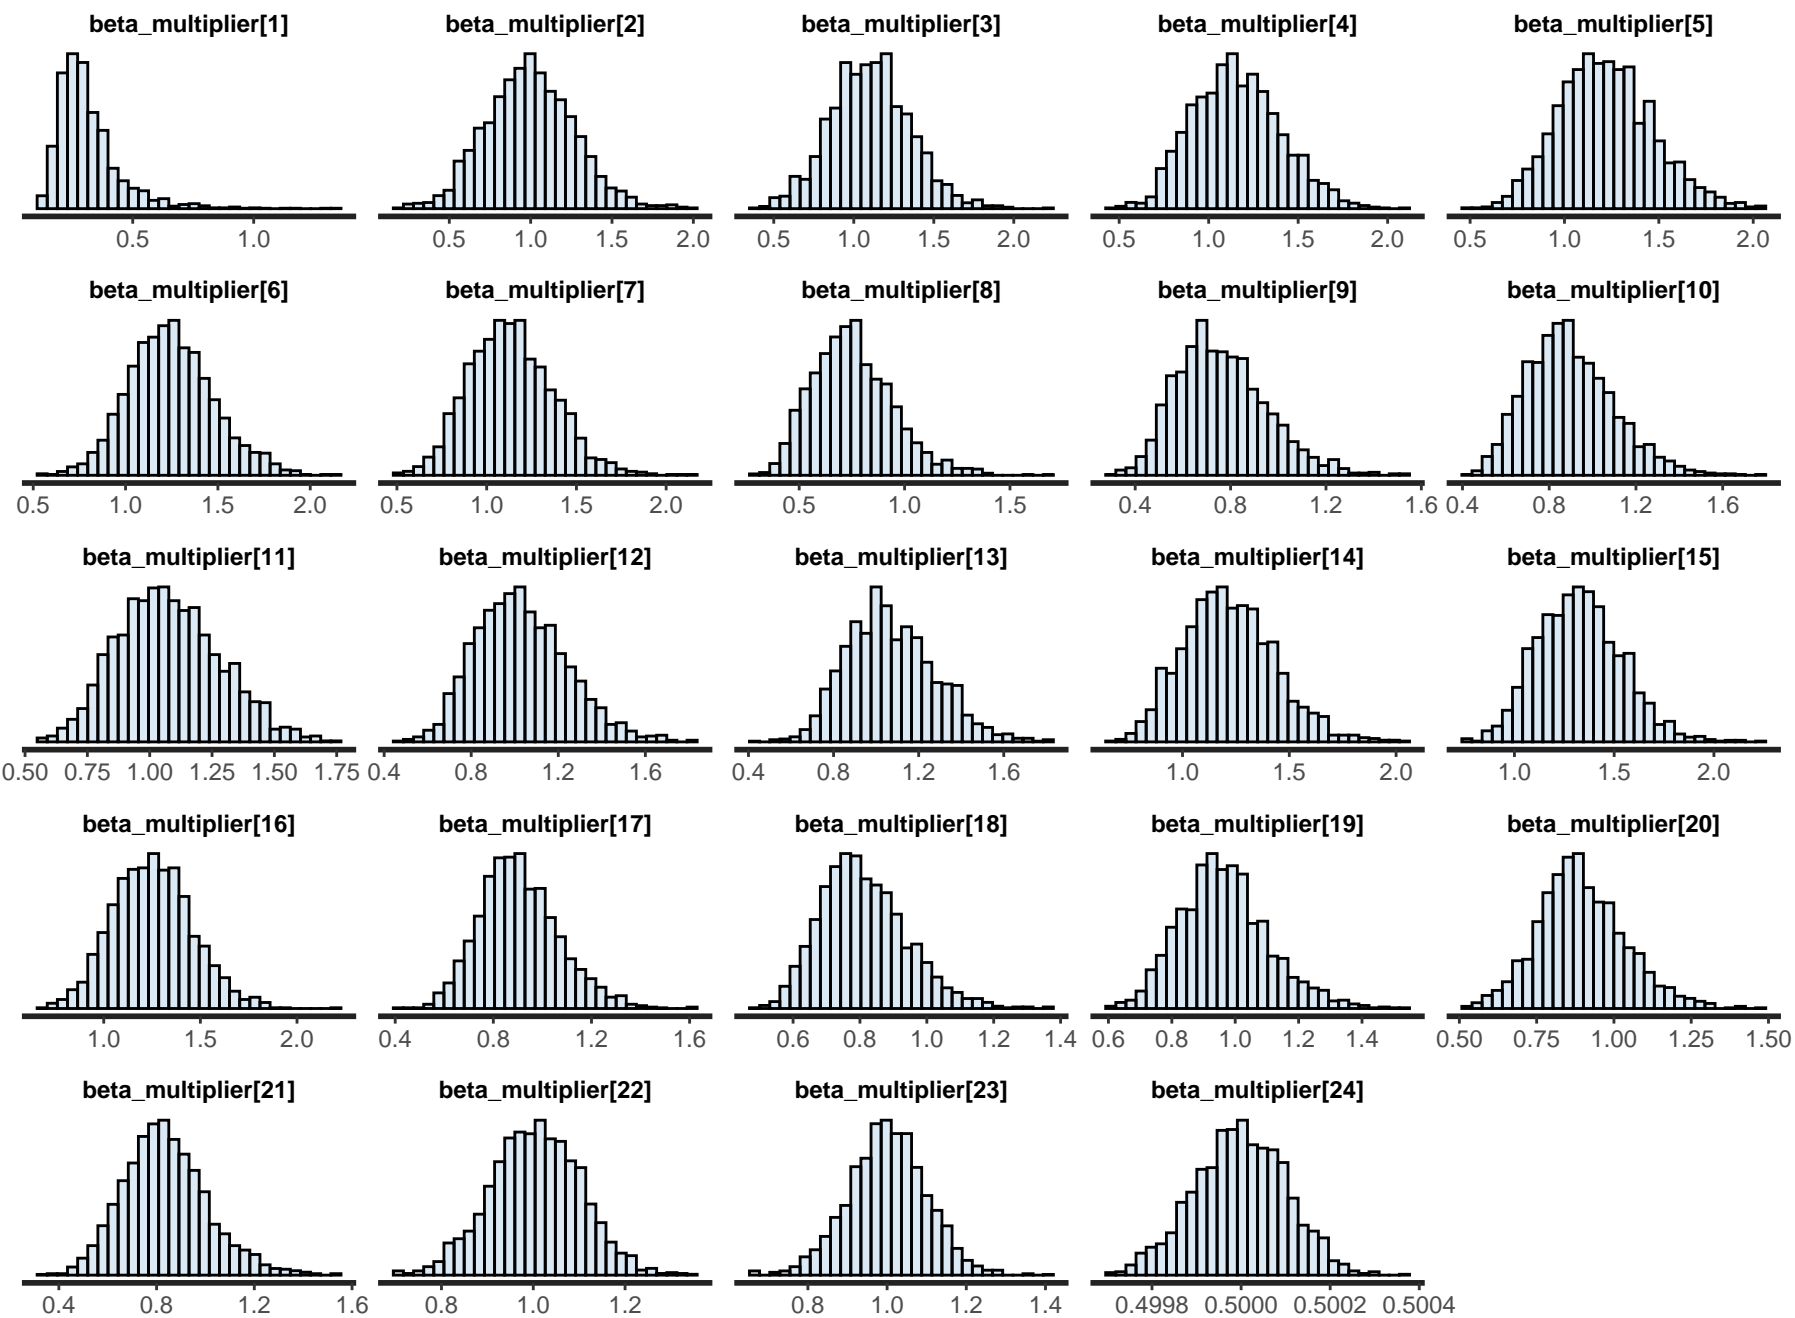 beta_multiplier[1] beta_multiplier[2] beta_multiplier[3] beta_multiplier[4] beta_multiplier[5]
0.5 1.0 0.5 1.0 1.5 2.0 0.5 1.0 1.5 2.0 0.5 1.0 1.5 2.0 0.5 1.0 1.5 2.0
beta_multiplier[6] beta_multiplier[7] beta_multiplier[8] beta_multiplier[9] beta_multiplier[10]
0.5 1.0 1.5 2.0 0.5 1.0 1.5 2.0 0.5 1.0 1.5 0.4 0.8 1.2 1.6 0.4 0.8 1.2 1.6
beta_multiplier[11] beta_multiplier[12] beta_multiplier[13] beta_multiplier[14] beta_multiplier[15]
0.50 0.75 1.00 1.25 1.50 1.75 0.4 0.8 1.2 1.6 0.4 0.8 1.2 1.6 1.0 1.5 2.0 1.0 1.5 2.0
beta_multiplier[16] beta_multiplier[17] beta_multiplier[18] beta_multiplier[19] beta_multiplier[20]
1.0 1.5 2.0 0.4 0.8 1.2 1.6 0.6 0.8 1.0 1.2 1.4 0.6 0.8 1.0 1.2 1.4 0.50 0.75 1.00 1.25 1.50
beta_multiplier[21] beta_multiplier[22] beta_multiplier[23] beta_multiplier[24]
0.4 0.8 1.2 1.6 0.8 1.0 1.2 0.8 1.0 1.2 1.4 0.4998 0.5000 0.5002 0.5004